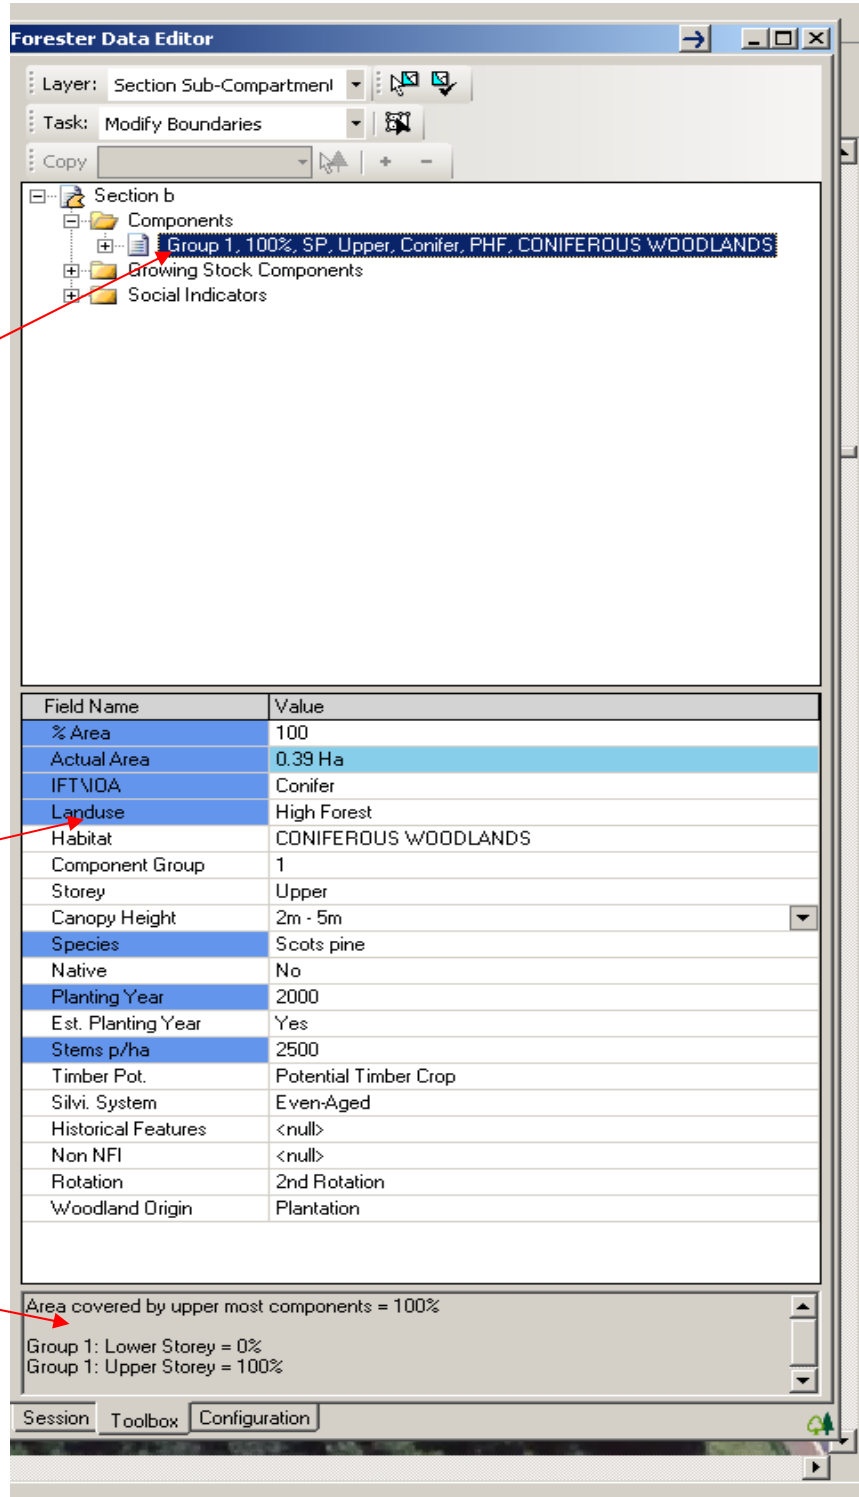 Forester Data Editor
Layer: Section Sub-Compartment
Task: Modify Boundaries
Copy
Section b
Components
Group 1, 100%, SP, Upper, Conifer, PHF, CONIFEROUS WOODLANDS
Growing Stock Components
Social Indicators
Field Name Value
% Area 100
Actual Area 0.39 Ha
IFT\IOA Conifer
Landuse High Forest
Habitat CONIFEROUS WOODLANDS
Component Group 1
Storey Upper
Canopy Height 2m - 5m
Species Scots pine
Native No
Planting Year 2000
Est. Planting Year Yes
Stems p/ha 2500
Timber Pot. Potential Timber Crop
Silvi. System Even-Aged
Historical Features <null>
Non NFI <null>
Rotation 2nd Rotation
Woodland Origin Plantation
Area covered by upper most components = 100%
Group 1: Lower Storey = 0%
Group 1: Upper Storey = 100%
Session Toolbox Configuration